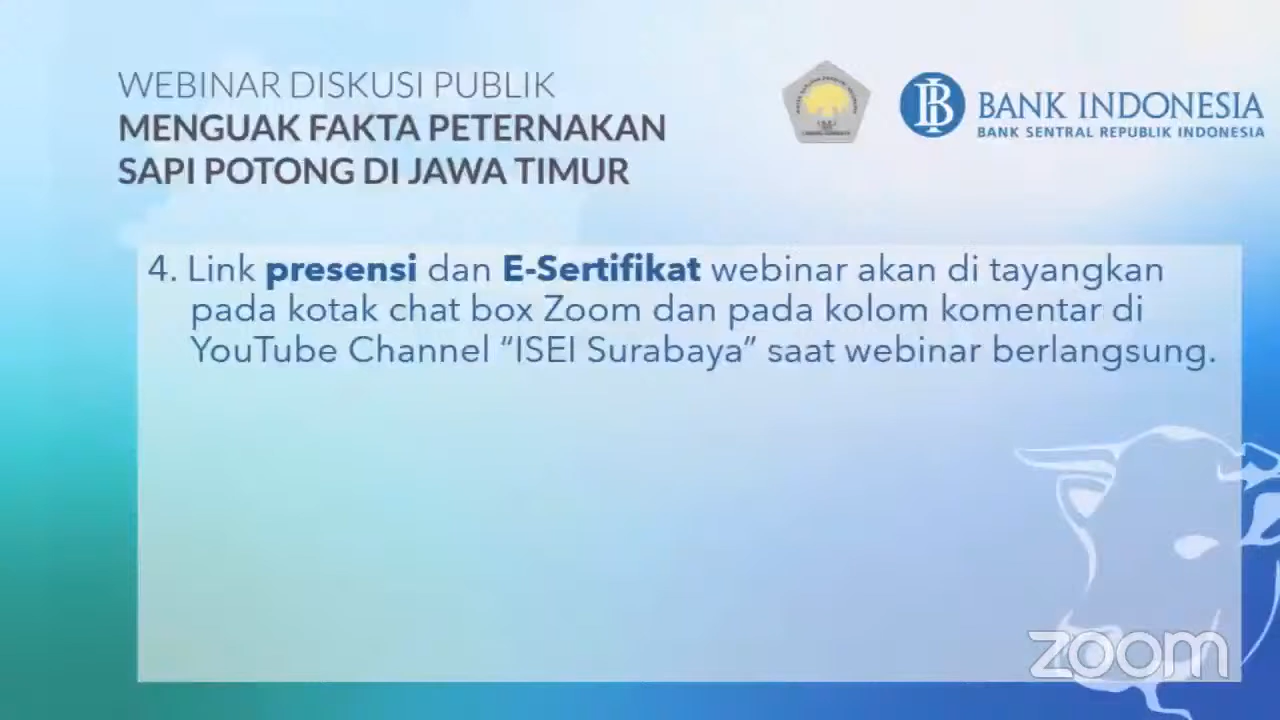 WEBINAR DISKUSI PUBLIK
MENGUAK FAKTA PETERNAKAN
SAPI POTONG DI JAWA TIMUR
BANK INDONESIA
BANK SENTRAL REPUBLIK INDONESIA
4. Link presensi dan E-Sertifikat webinar akan di tayangkan
pada kotak chat box Zoom dan pada kolom komentar di
YouTube Channel “ISEI Surabaya” saat webinar berlangsung.
zoom